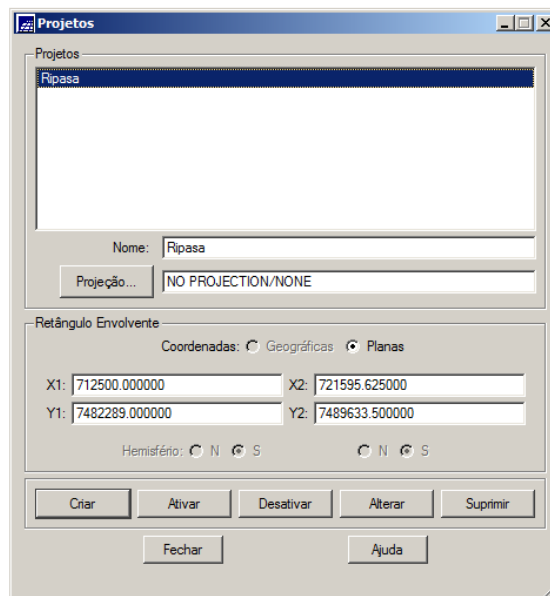 Projetos
Projetos
Ripasa
Nome: Ripasa
Projeção... NO PROJECTION/NONE
Retângulo Envolvente
Coordenadas: Geográficas Planas
X1: 712500.000000 X2: 721595.625000
Y1: 7482289.000000 Y2: 7489633.500000
Hemisfério: N S N S
Criar Ativar Desativar Alterar Suprimir
Fechar Ajuda